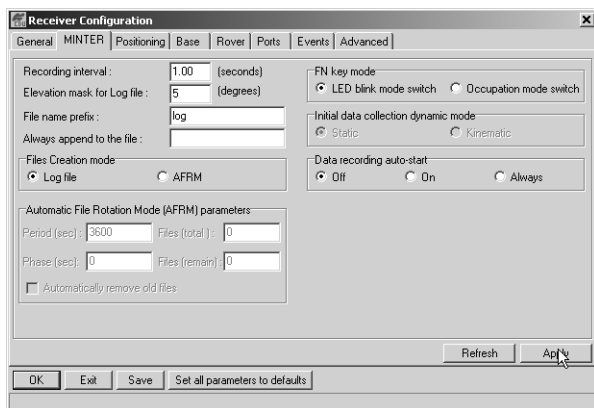 Receiver Configuration
General MINTER Positioning Base Rover Ports Events Advanced
Recording interval : 1.00 (seconds)
Elevation mask for Log file : 5 (degrees)
File name prefix : log
Always append to the file :
Files Creation mode
Log file AFRM
Automatic File Rotation Mode (AFRM) parameters
Period (sec) : 3600 Files (total ) : 0
Phase (sec): 0 Files (remain) : 0
Automatically remove old files
FN key mode
LED blink mode switch Occupation mode switch
Initial data collection dynamic mode
Static Kinematic
Data recording auto-start
Off On Always
Refresh Apply
OK Exit Save Set all parameters to defaults